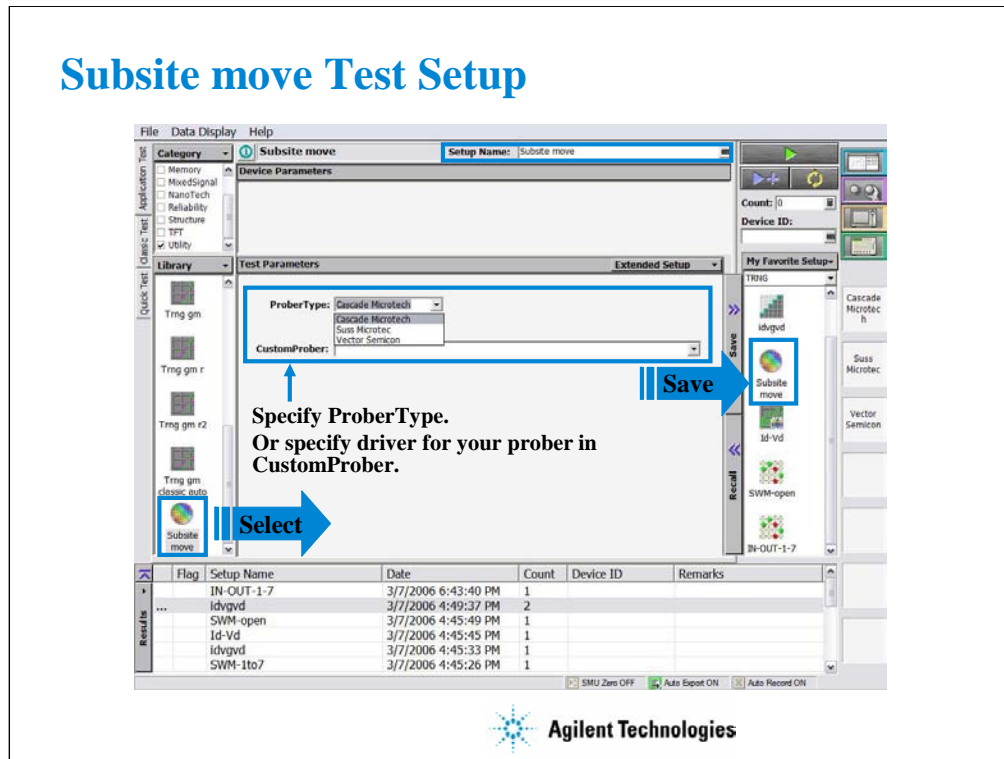 Subsite move Test Setup
File Data Display Help
Application Test
Classic Test
Quick Test
Category
Memory
MixedSignal
NanoTech
Reliability
Structure
TFT
Utility
Subsite move
Setup Name: Subsite move
Device Parameters
Library
Trng gm
Trng gm r
Trng gm r2
Trng gm
classic auto
Subsite
move
Test Parameters
Extended Setup
ProberType: Cascade Microtech
Cascade Microtech
Suss Microtec
Vector Semicon
CustomProber:
Specify ProberType.
Or specify driver for your prober in
CustomProber.
Select
Save
Save
Recall
Count: 0
Device ID:
My Favorite Setup
TRNG
idvgvd
Subsite
move
Id-Vd
SWM-open
IN-OUT-1-7
Cascade
Microtec
h
Suss
Microtec
Vector
Semicon
Results
Flag Setup Name Date Count Device ID Remarks
IN-OUT-1-7 3/7/2006 6:43:40 PM 1
... idvgvd 3/7/2006 4:49:37 PM 2
SWM-open 3/7/2006 4:45:49 PM 1
Id-Vd 3/7/2006 4:45:45 PM 1
idvgvd 3/7/2006 4:45:33 PM 1
SWM-1to7 3/7/2006 4:45:26 PM 1
SMU Zero OFF Auto Export ON Auto Record ON
Agilent Technologies